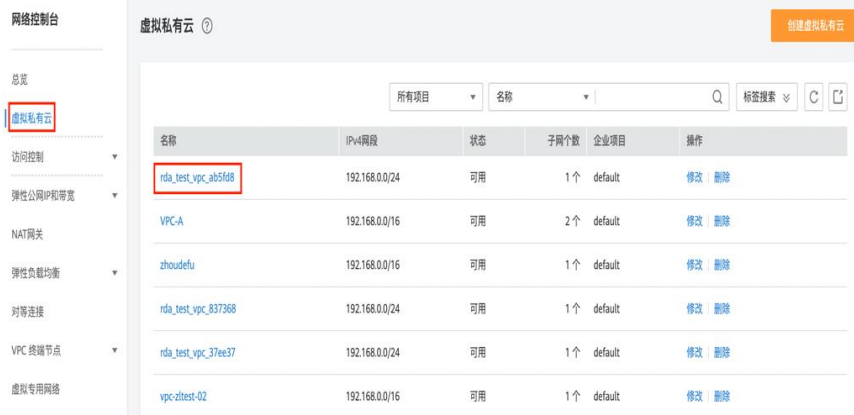 网络控制台
总览
虚拟私有云
访问控制
弹性公网IP和带宽
NAT网关
弹性负载均衡
对等连接
VPC 终端节点
虚拟专用网络
虚拟私有云 ?
创建虚拟私有云
所有项目 名称 标签搜索
名称 IPv4网段 状态 子网个数 企业项目 操作
rda_test_vpc_ab5fd8 192.168.0.0/24 可用 1个 default 修改 删除
VPC-A 192.168.0.0/16 可用 2个 default 修改 删除
zhoudefu 192.168.0.0/16 可用 1个 default 修改 删除
rda_test_vpc_837368 192.168.0.0/24 可用 1个 default 修改 删除
rda_test_vpc_37ee37 192.168.0.0/24 可用 1个 default 修改 删除
vpc-zltest-02 192.168.0.0/16 可用 1个 default 修改 删除